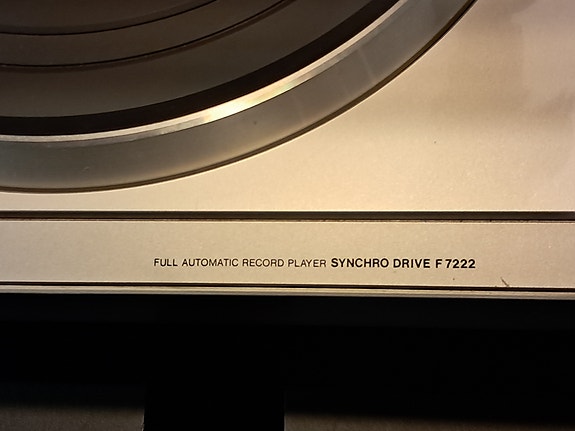 FULL AUTOMATIC RECORD PLAYER SYNCHRO DRIVE F 7222